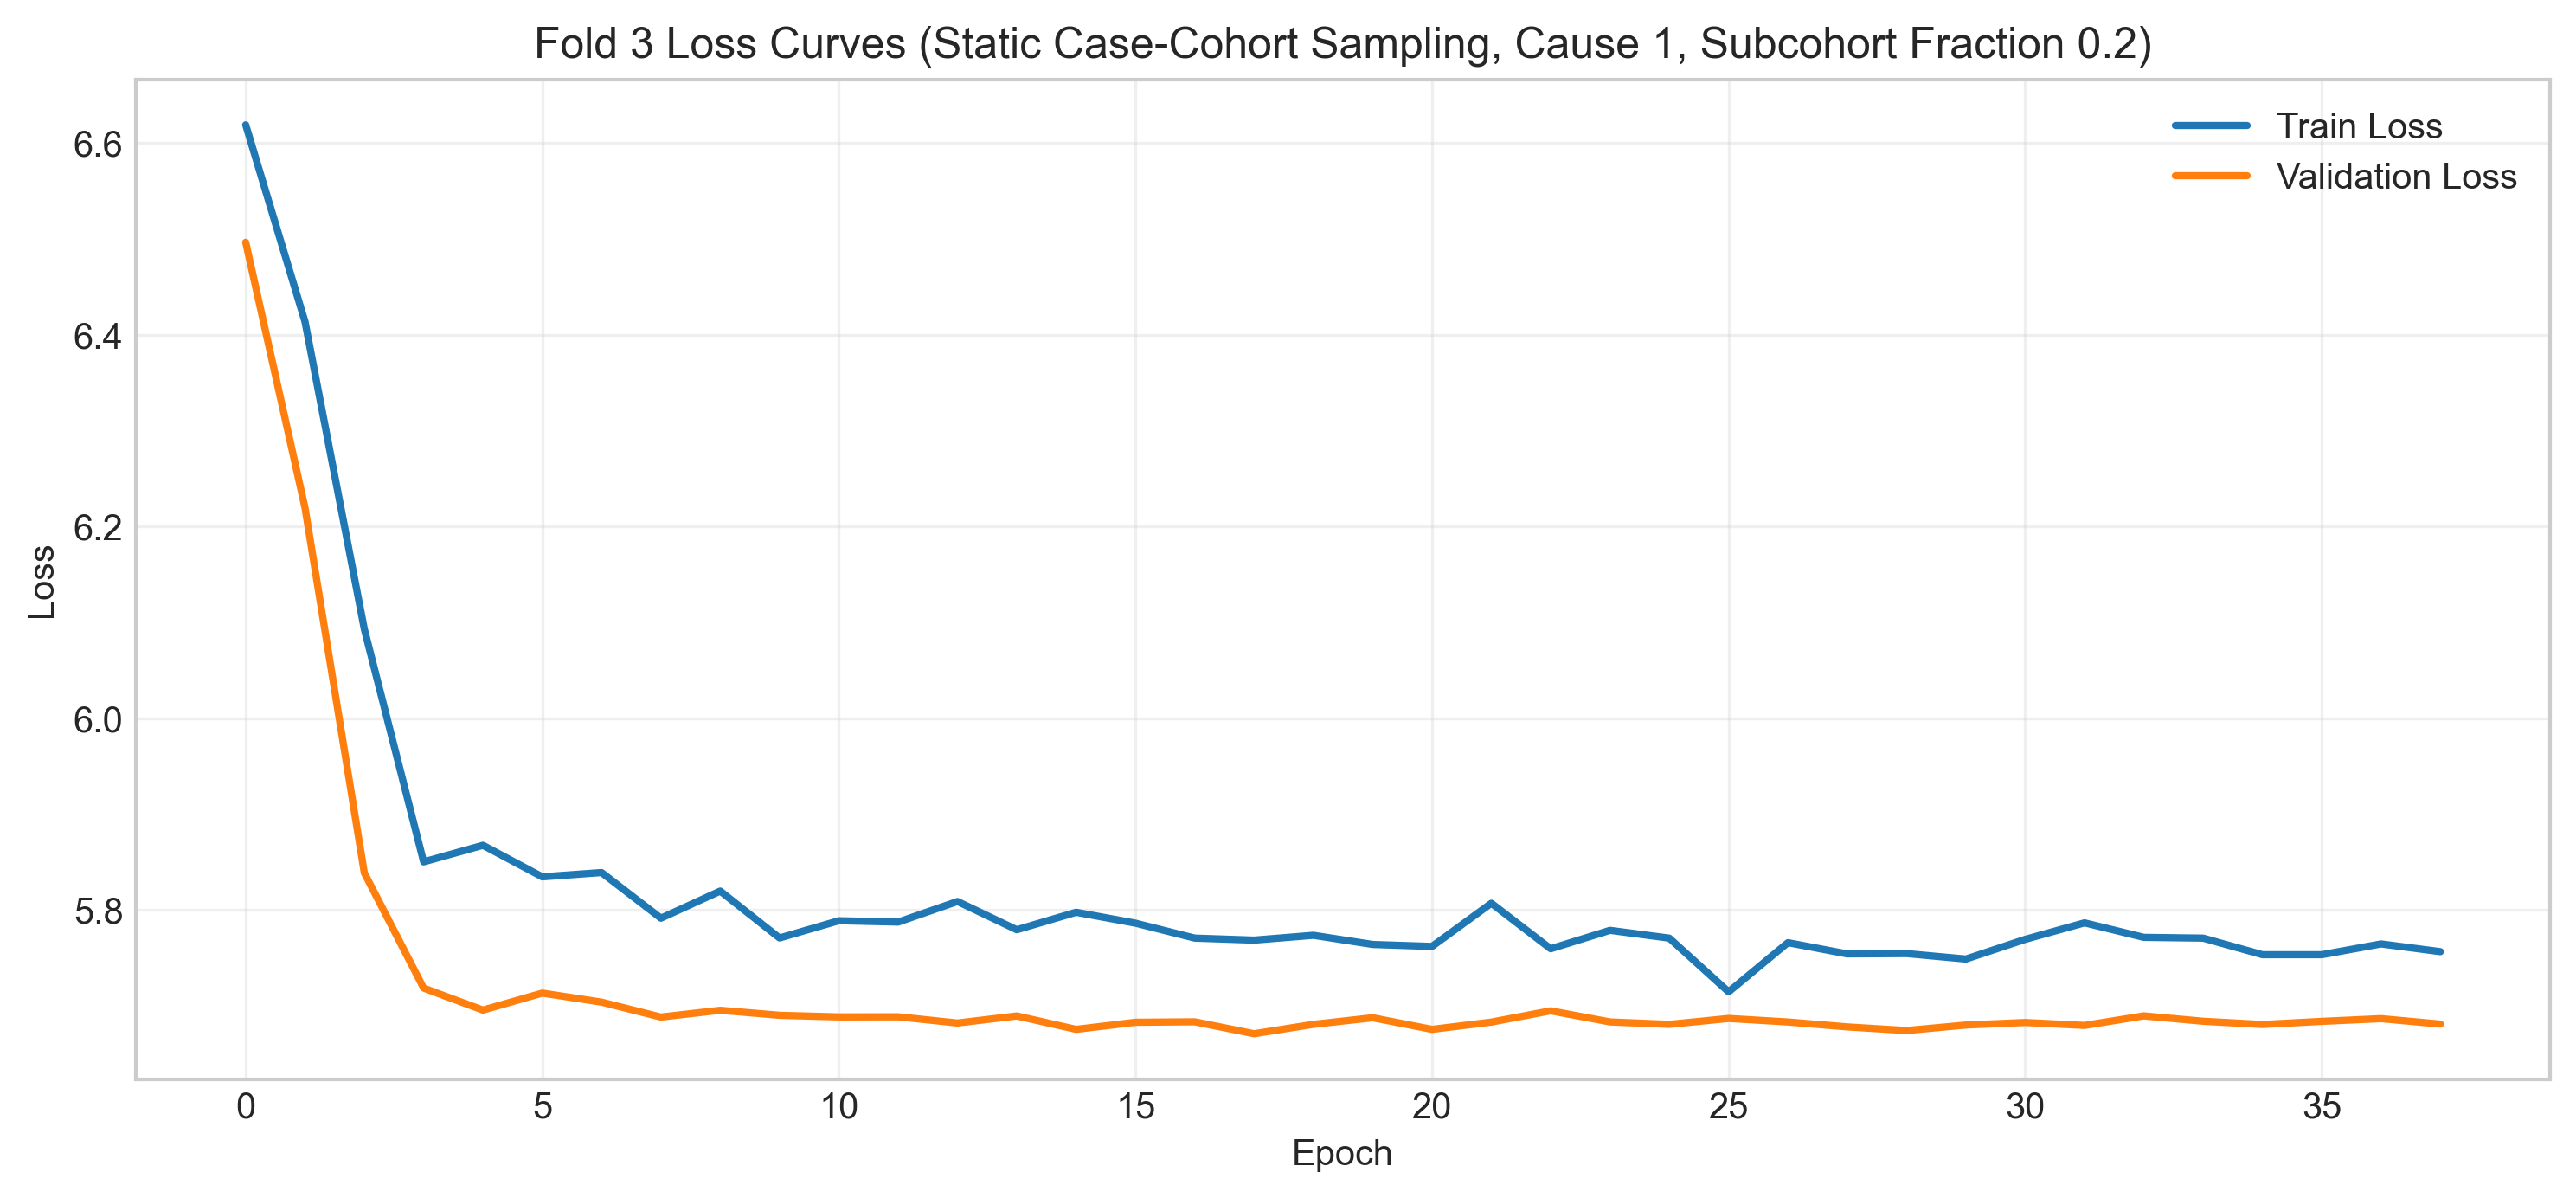 Fold 3 Loss Curves (Static Case-Cohort Sampling, Cause 1, Subcohort Fraction 0.2)
Train Loss
Validation Loss
Loss
6.6
6.4
6.2
6.0
5.8
0 5 10 15 20 25 30 35
Epoch